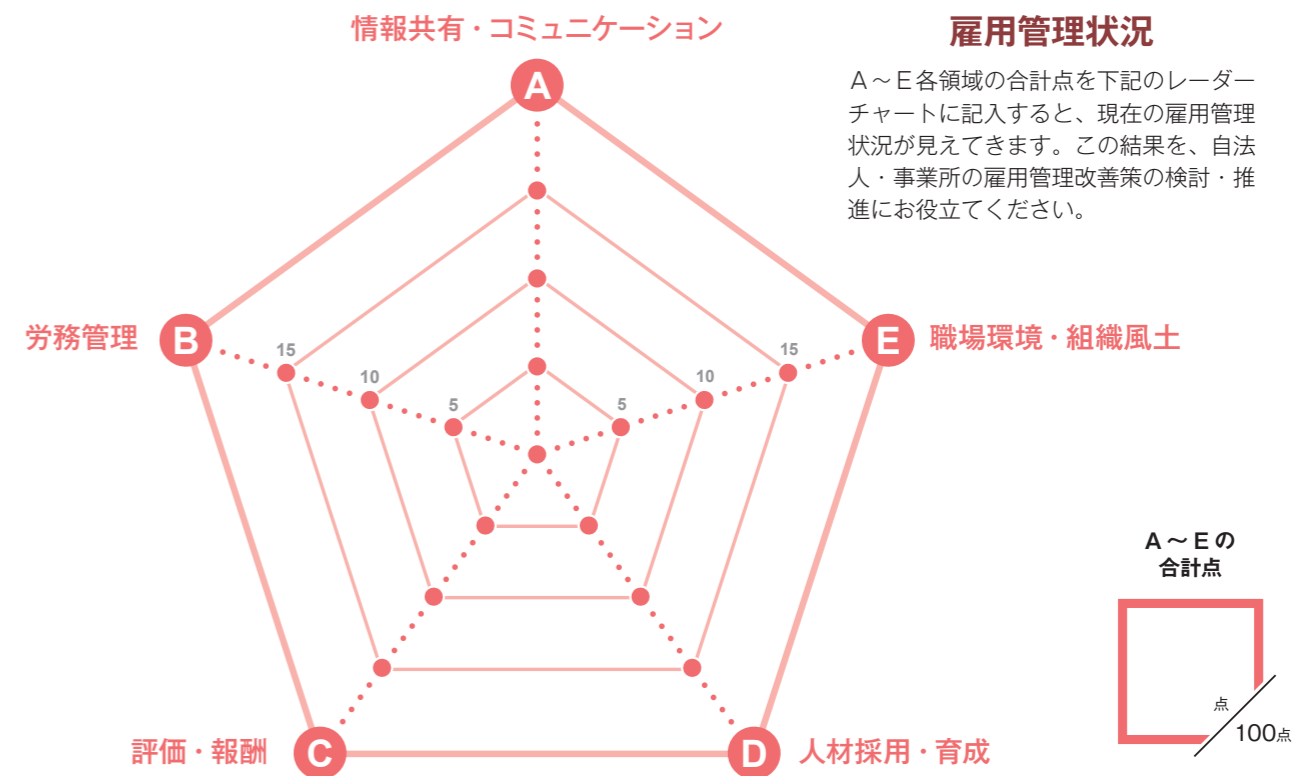 情報共有・コミュニケーション
雇用管理状況
A～E各領域の合計点を下記のレーダー
チャートに記入すると、現在の雇用管理
状況が見えてきます。この結果を、自法
人・事業所の雇用管理改善策の検討・推
進にお役立てください。
A
労務管理
B
15
10
5
5
10
15
E
職場環境・組織風土
A～Eの
合計点
点
100点
評価・報酬
C
D
人材採用・育成